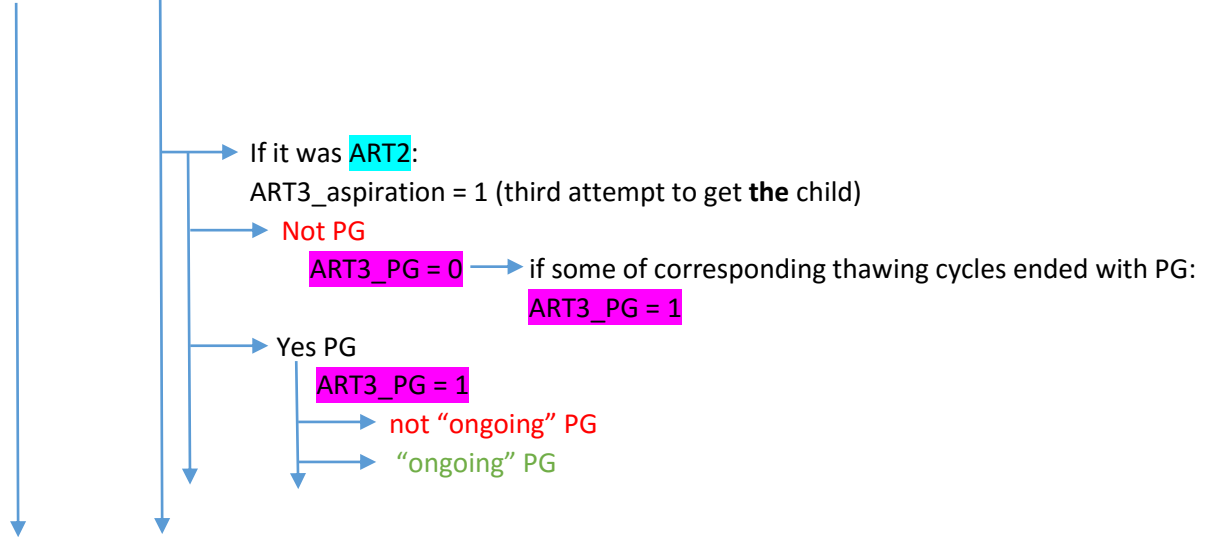 If it was ART2:
ART3_aspiration = 1 (third attempt to get the child)
Not PG
ART3_PG = 0 if some of corresponding thawing cycles ended with PG:
ART3_PG = 1
Yes PG
ART3_PG = 1
not “ongoing” PG
“ongoing” PG